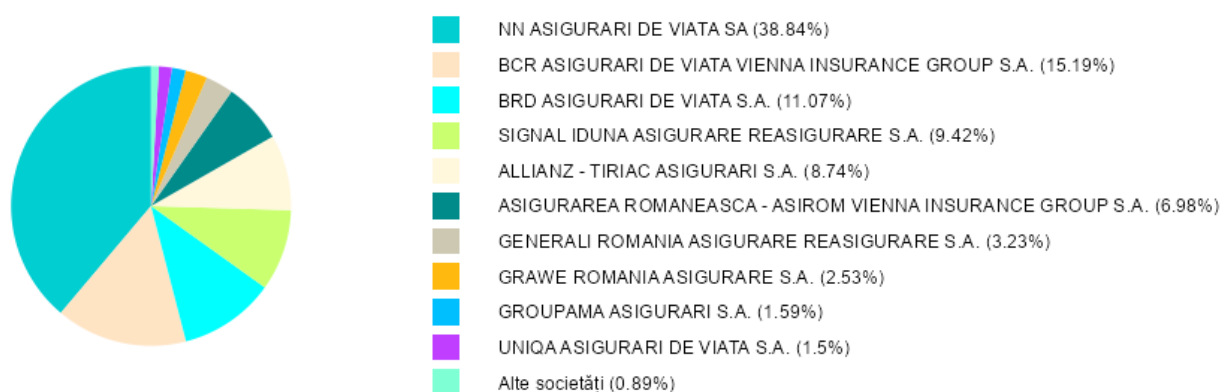 NN ASIGURARI DE VIATA SA (38.84%)
BCR ASIGURARI DE VIATA VIENNA INSURANCE GROUP S.A. (15.19%)
BRD ASIGURARI DE VIATA S.A. (11.07%)
SIGNAL IDUNA ASIGURARE REASIGURARE S.A. (9.42%)
ALLIANZ - TIRIAC ASIGURARI S.A. (8.74%)
ASIGURAREA ROMANEASCA - ASIROM VIENNA INSURANCE GROUP S.A. (6.98%)
GENERALI ROMANIA ASIGURARE REASIGURARE S.A. (3.23%)
GRAWE ROMANIA ASIGURARE S.A. (2.53%)
GROUPAMA ASIGURARI S.A. (1.59%)
UNIQA ASIGURARI DE VIATA S.A. (1.5%)
Alte societăți (0.89%)